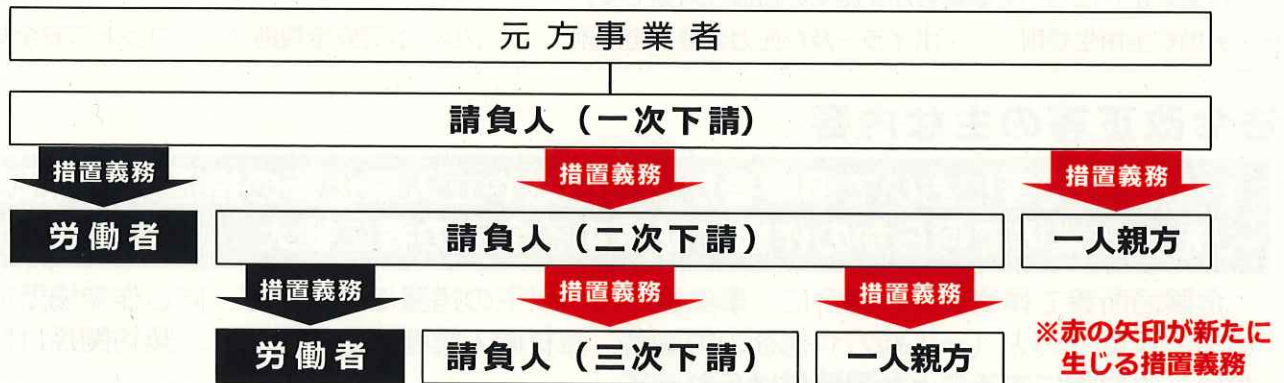 元方事業者
請負人（一次下請）
措置義務 措置義務 措置義務
労働者 請負人（二次下請） 一人親方
措置義務 措置義務 措置義務
労働者 請負人（三次下請） 一人親方
※赤の矢印が新たに
生じる措置義務